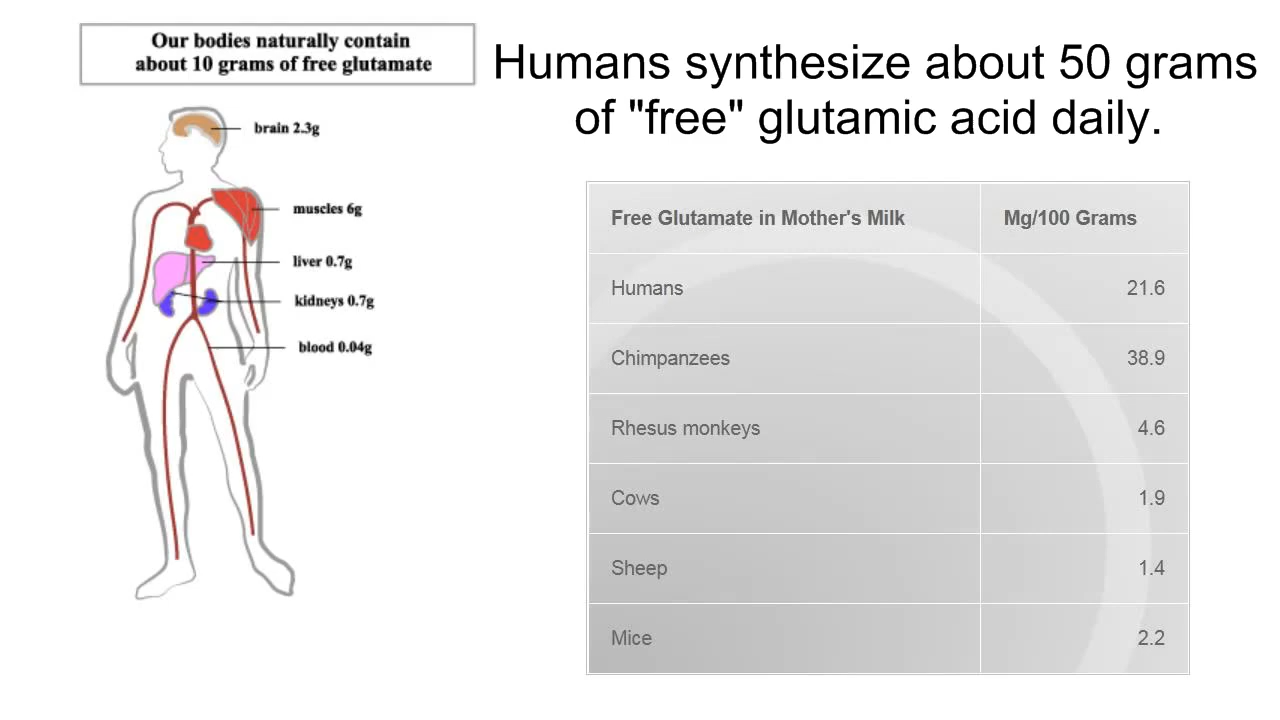 Our bodies naturally contain
about 10 grams of free glutamate
brain 2.3g
muscles 6g
liver 0.7g
kidneys 0.7g
blood 0.04g
Humans synthesize about 50 grams
of "free" glutamic acid daily.
Free Glutamate in Mother's Milk Mg/100 Grams
Humans 21.6
Chimpanzees 38.9
Rhesus monkeys 4.6
Cows 1.9
Sheep 1.4
Mice 2.2